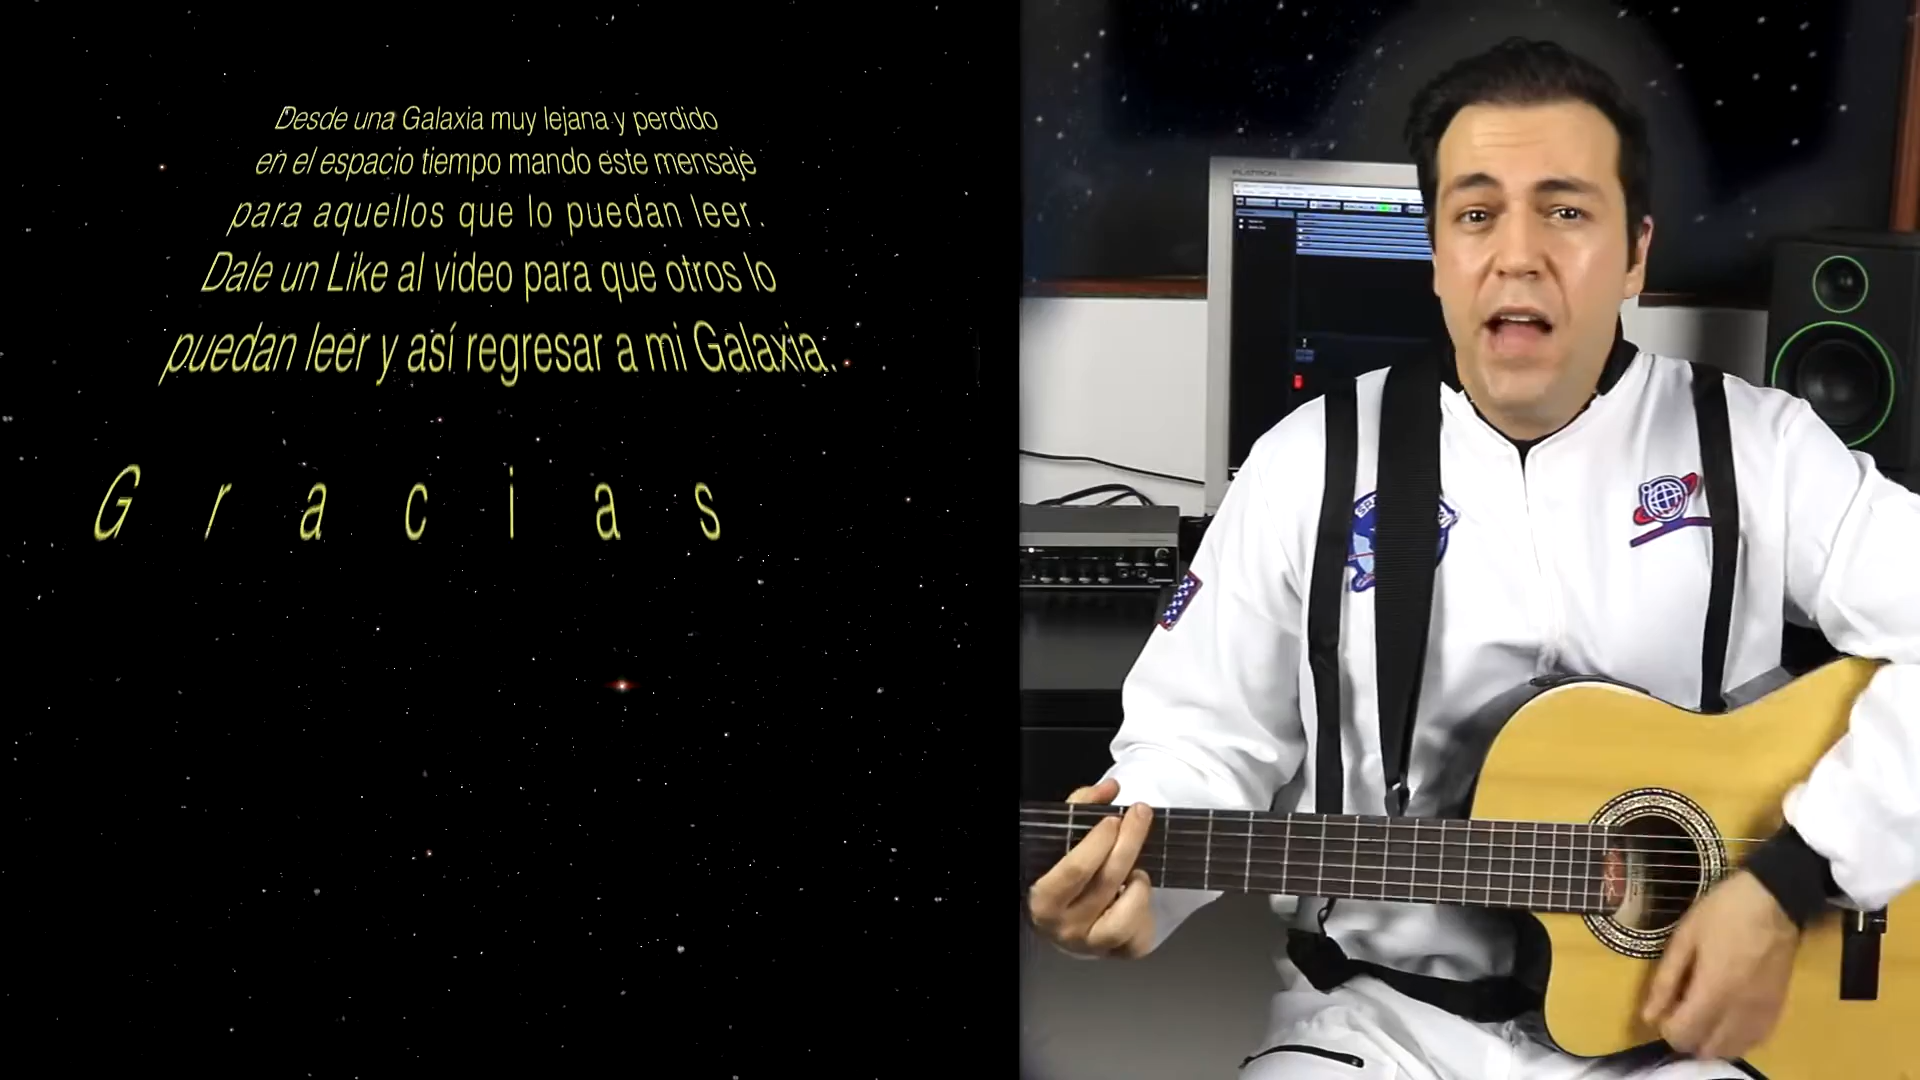 Desde una Galaxia muy lejana y perdido
en el espacio tiempo mando este mensaje
para aquellos que lo puedan leer.
Dale un Like al video para que otros lo
puedan leer y así regresar a mi Galaxia.
Gracias